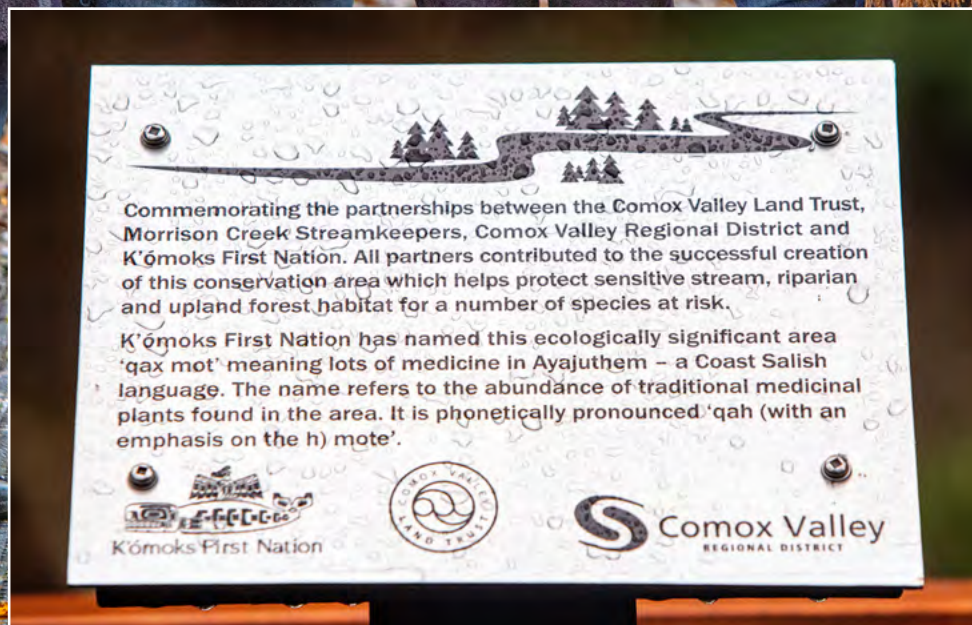 Commemorating the partnerships between the Comox Valley Land Trust,
Morrison Creek Streamkeepers, Comox Valley Regional District and
K'ómoks First Nation. All partners contributed to the successful creation
of this conservation area which helps protect sensitive stream, riparian
and upland forest habitat for a number of species at risk.
K'ómoks First Nation has named this ecologically significant area
'qax mot' meaning lots of medicine in Ayajuthem – a Coast Salish
language. The name refers to the abundance of traditional medicinal
plants found in the area. It is phonetically pronounced 'qah (with an
emphasis on the h) mote'.
K'ómoks First Nation
COMOX VALLEY
LAND TRUST
Comox Valley
REGIONAL DISTRICT